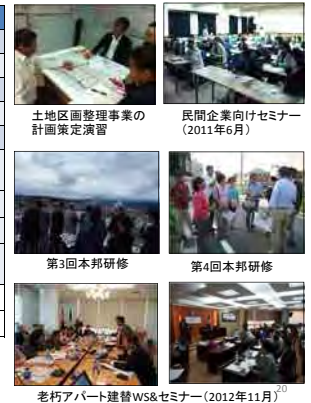 土地区画整理事業の
計画策定演習
民間企業向けセミナー
（2011年6月）
第3回本邦研修
第4回本邦研修
老朽アパート建替WS&セミナー（2012年11月）
20